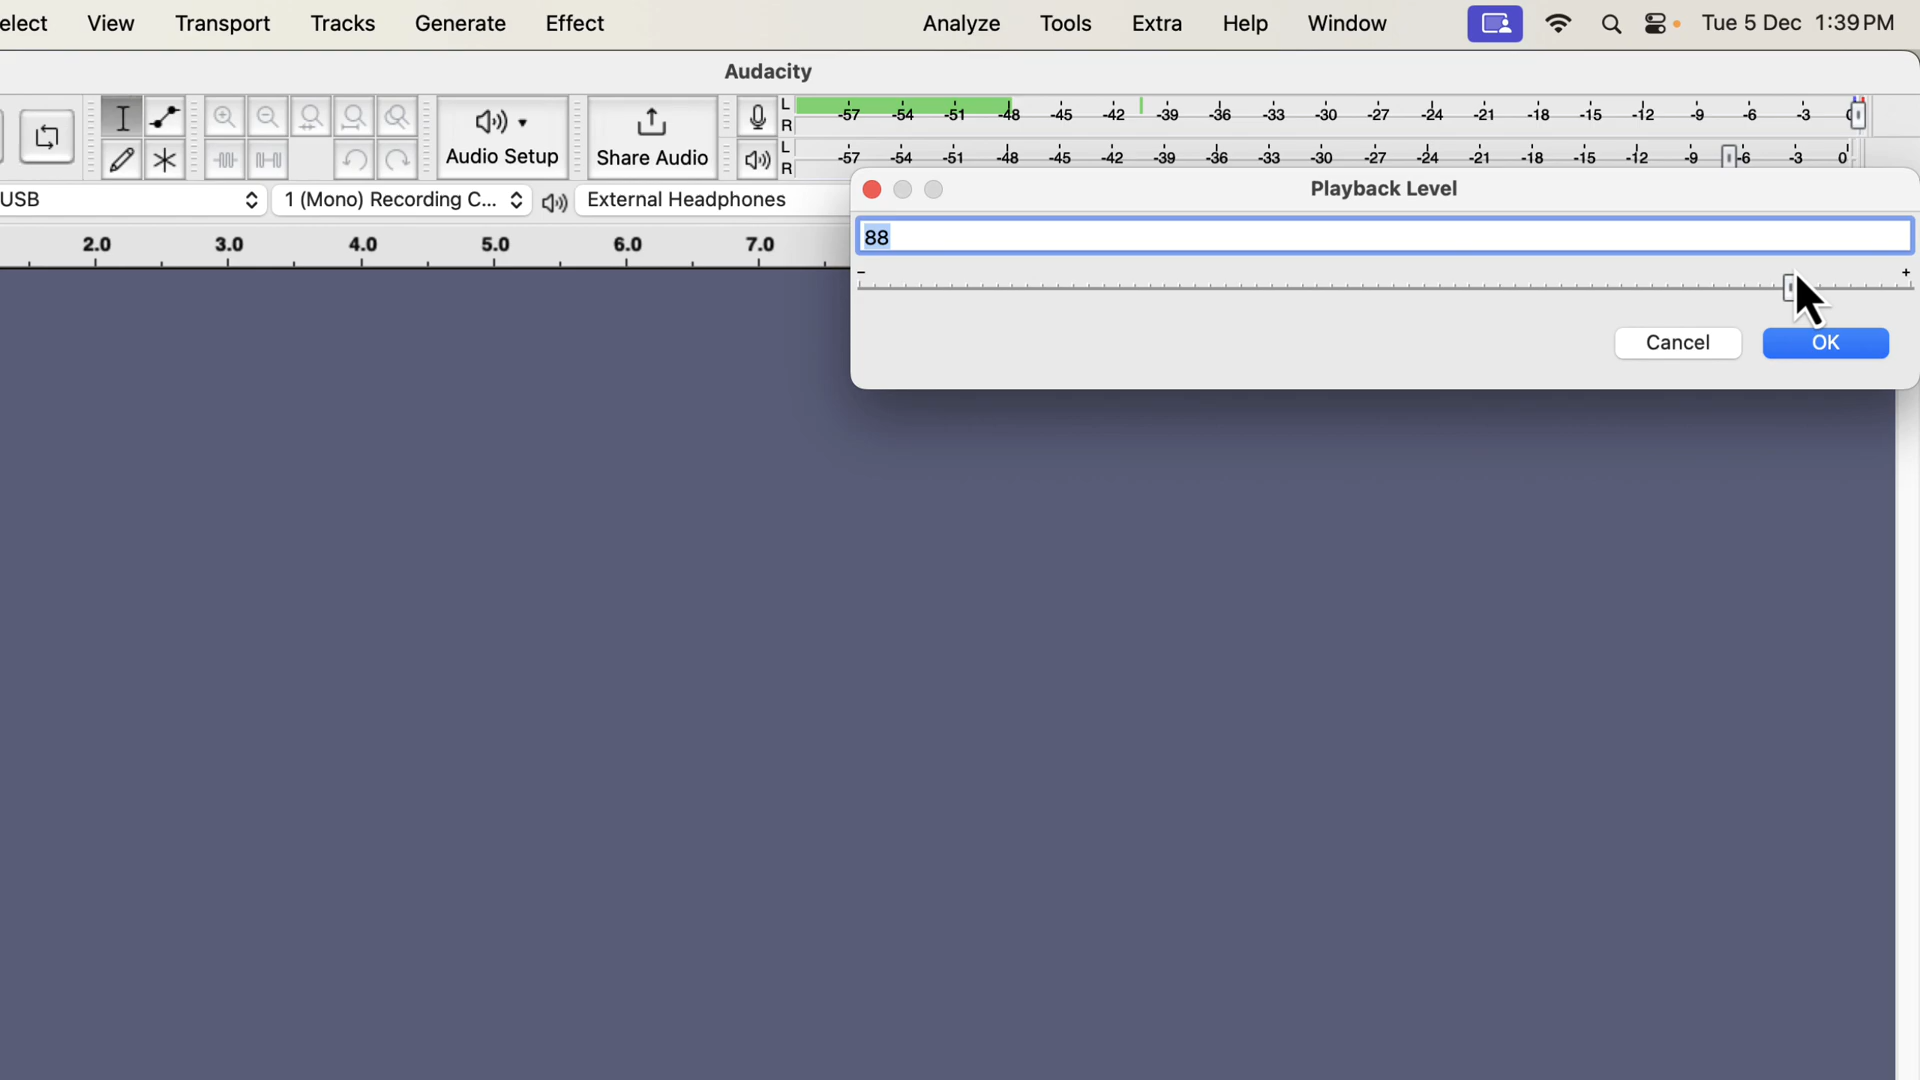 elect View Transport Tracks Generate Effect Analyze Tools Extra Help Window Tue 5 Dec 1:39 PM
Audacity
L
R
-57 -54 -51 -48 -45 -42 -39 -36 -33 -30 -27 -24 -21 -18 -15 -12 -9 -6 -3 0
Audio Setup
Share Audio
L
R
-57 -54 -51 -48 -45 -42 -39 -36 -33 -30 -27 -24 -21 -18 -15 -12 -9 -6 -3 0
USB 1 (Mono) Recording C... External Headphones
Playback Level
2.0 3.0 4.0 5.0 6.0 7.0
88
- +
Cancel OK